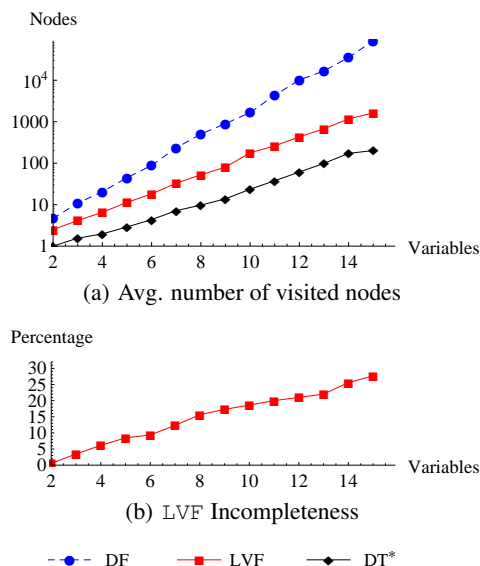 Nodes
10^4
1000
100
10
1
2 4 6 8 10 12 14
Variables
(a) Avg. number of visited nodes
Percentage
30
25
20
15
10
5
0
2 4 6 8 10 12 14
Variables
(b) LVF Incompleteness
DF LVF DT*